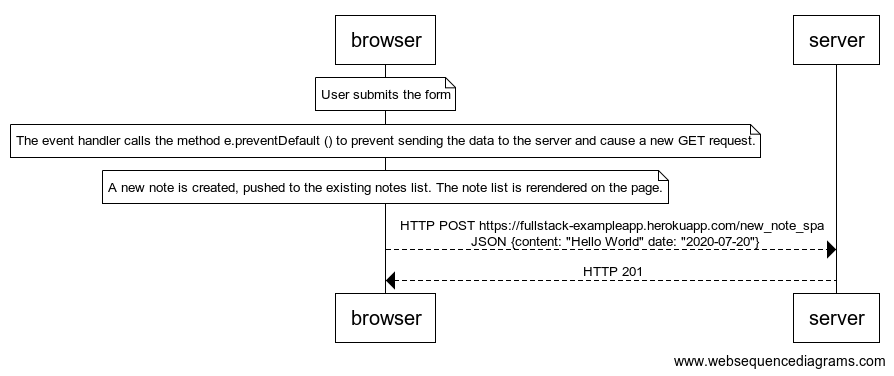 browser
server
User submits the form
The event handler calls the method e.preventDefault () to prevent sending the data to the server and cause a new GET request.
A new note is created, pushed to the existing notes list. The note list is rerendered on the page.
HTTP POST https://fullstack-exampleapp.herokuapp.com/new_note_spa
JSON {content: "Hello World" date: "2020-07-20"}
HTTP 201
browser
server
www.websequencediagrams.com